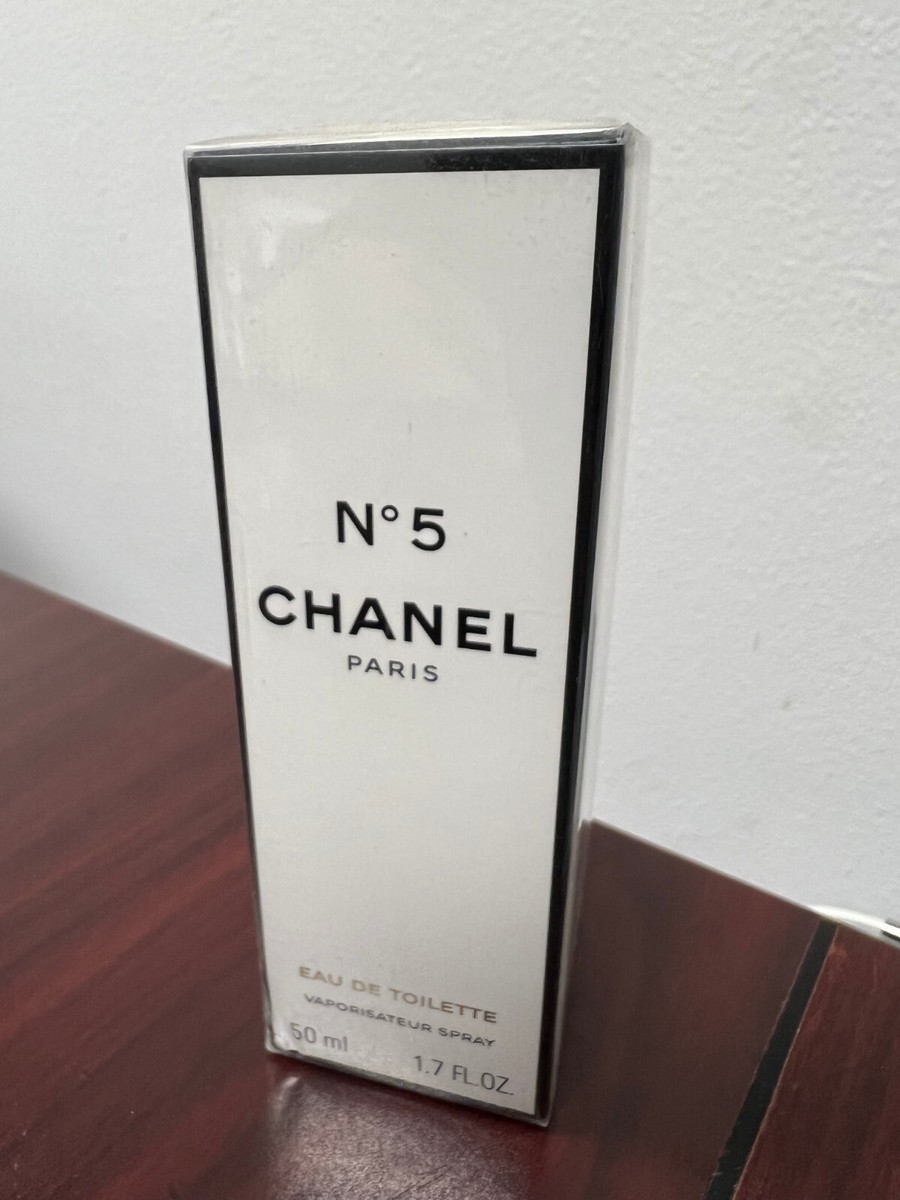 N°5
CHANEL
PARIS
EAU DE TOILETTE
VAPORISATEUR SPRAY
50 ml 1.7 FL.OZ.